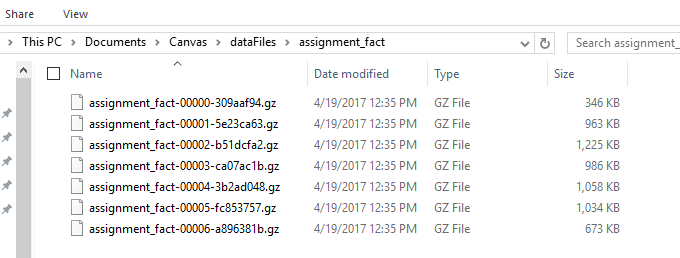 Share View
This PC > Documents > Canvas > dataFiles > assignment_fact
Search assignment_
Name Date modified Type Size
assignment_fact-00000-309aaf94.gz 4/19/2017 12:35 PM GZ File 346 KB
assignment_fact-00001-5e23ca63.gz 4/19/2017 12:35 PM GZ File 963 KB
assignment_fact-00002-b51dcfa2.gz 4/19/2017 12:35 PM GZ File 1,225 KB
assignment_fact-00003-ca07ac1b.gz 4/19/2017 12:35 PM GZ File 986 KB
assignment_fact-00004-3b2ad048.gz 4/19/2017 12:35 PM GZ File 1,058 KB
assignment_fact-00005-fc853757.gz 4/19/2017 12:35 PM GZ File 1,034 KB
assignment_fact-00006-a896381b.gz 4/19/2017 12:35 PM GZ File 673 KB